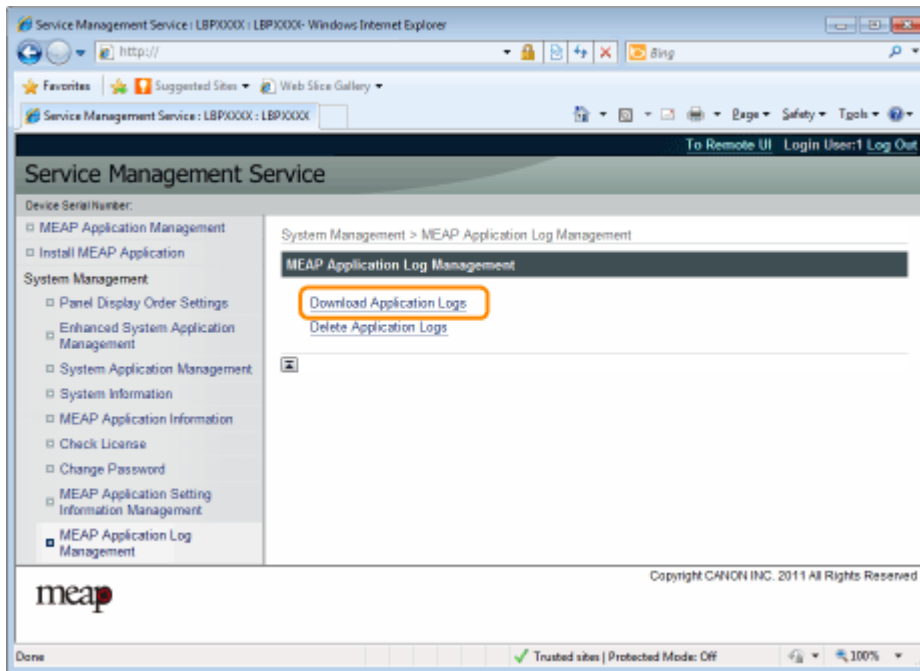 Service Management Service : LBPXXXX : LBPXXXX- Windows Internet Explorer
http://
Bing
Favorites Suggested Sites Web Slice Gallery
Service Management Service : LBPXXXX : LBPXXXX
Page Safety Tools
To Remote UI Login User:1 Log Out
Service Management Service
Device Serial Number:
MEAP Application Management
Install MEAP Application
System Management
Panel Display Order Settings
Enhanced System Application
Management
System Application Management
System Information
MEAP Application Information
Check License
Change Password
MEAP Application Setting
Information Management
MEAP Application Log
Management
System Management > MEAP Application Log Management
MEAP Application Log Management
Download Application Logs
Delete Application Logs
Copyright CANON INC. 2011 All Rights Reserved
meap
Done
Trusted sites | Protected Mode: Off
100%